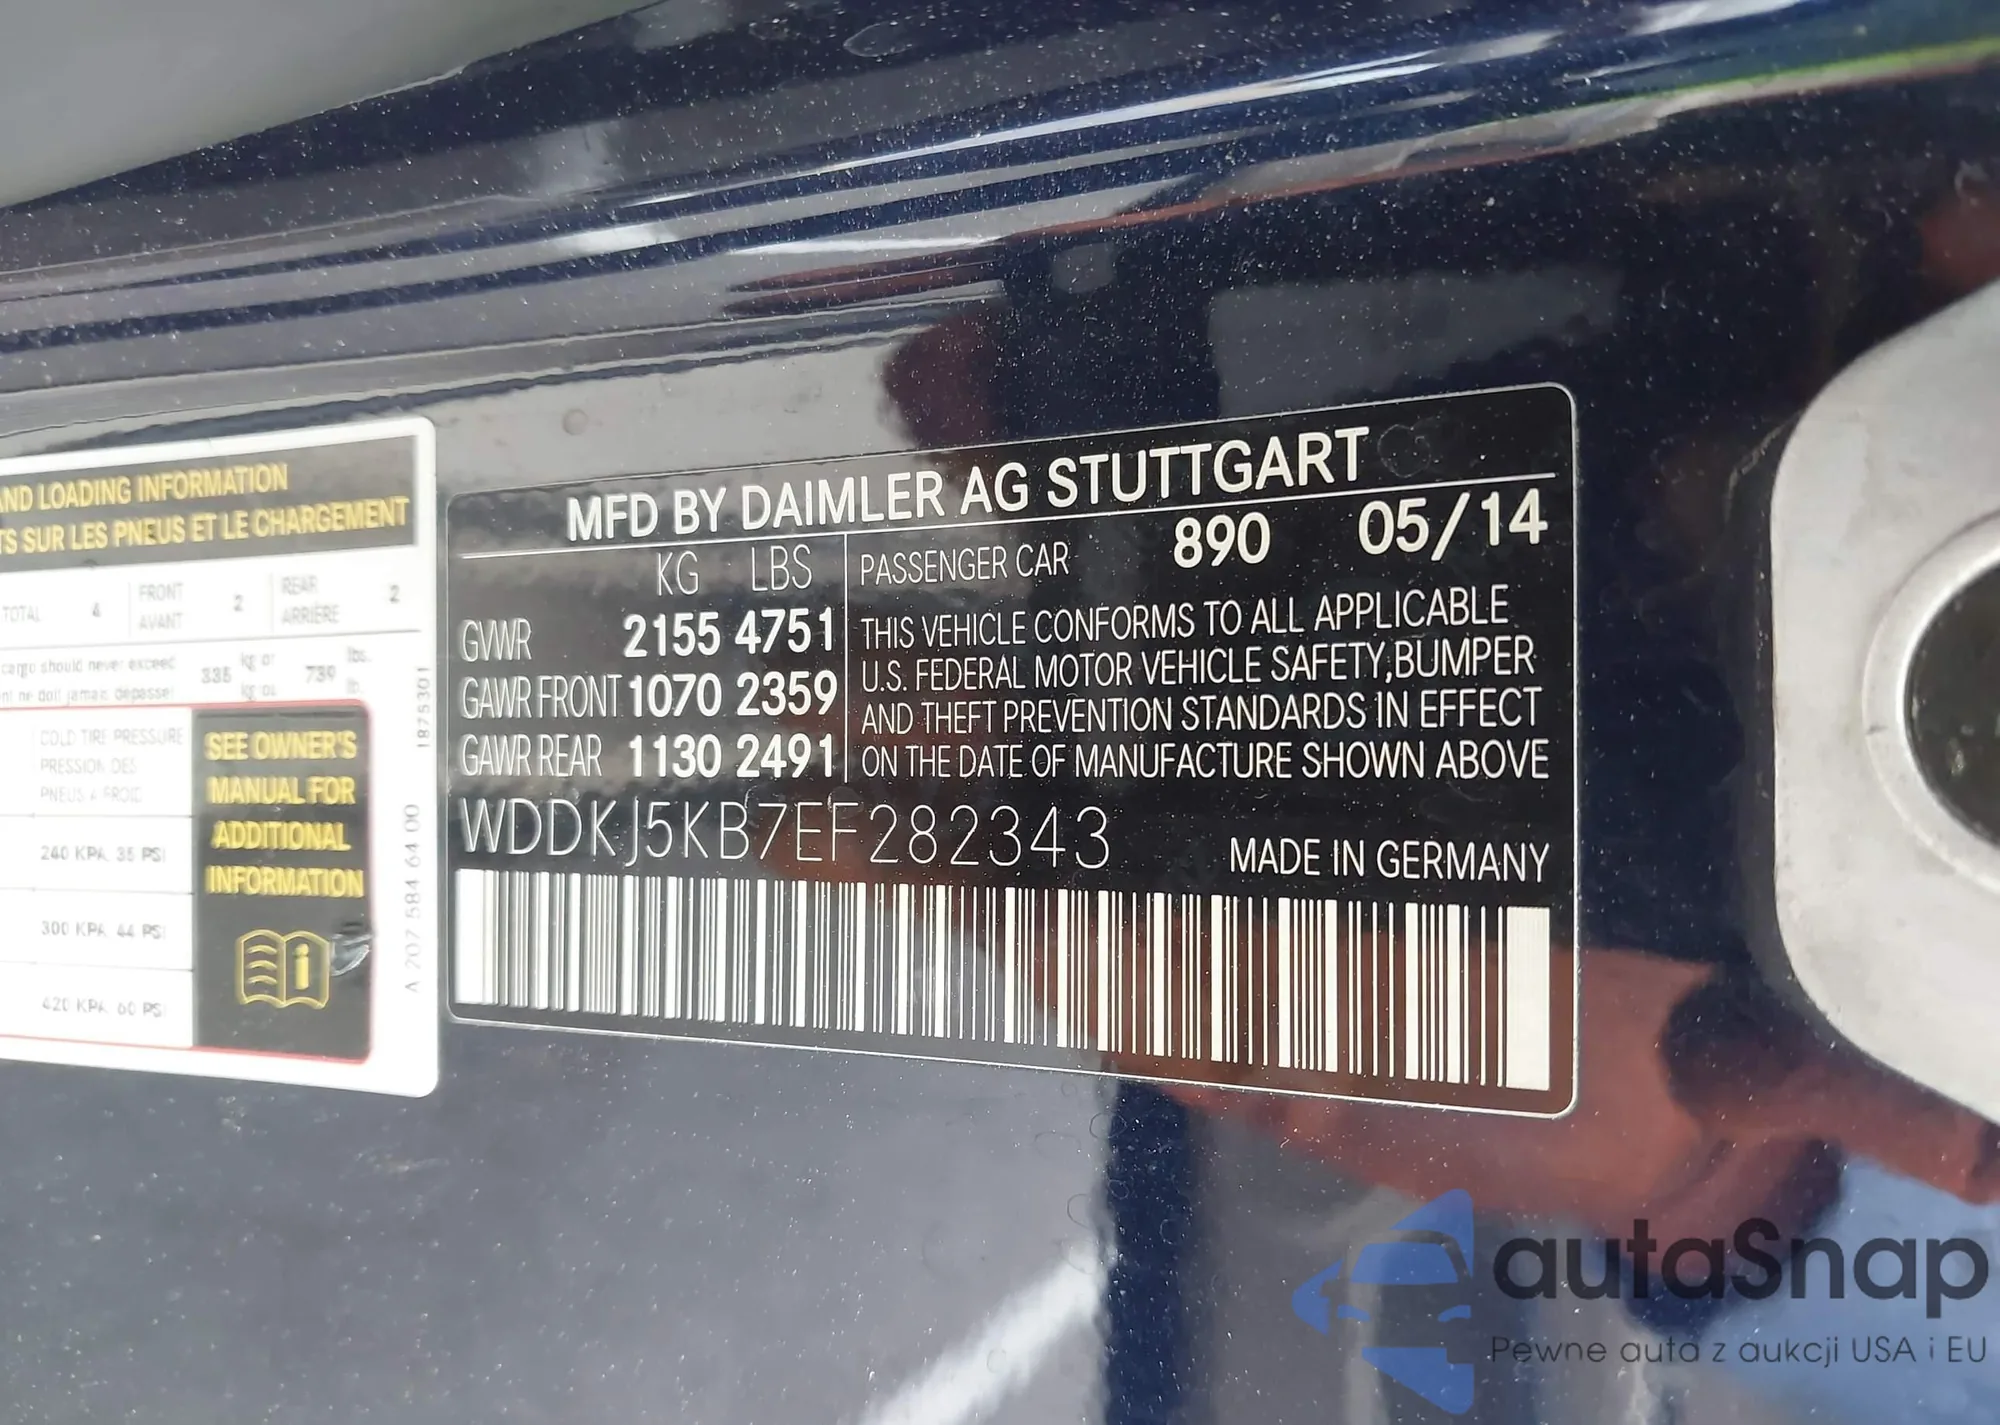 AND LOADING INFORMATION
TS SUR LES PNEUS ET LE CHARGEMENT
TOTAL 4 FRONT AVANT 2 REAR ARRIÈRE 2
cargo should never exceed 335 kg or 739 lbs.
nt ne doit jamais dépasser kg ou lb.
COLD TIRE PRESSURE
PRESSION DES
PNEUS A FROID
240 KPA, 35 PSI
300 KPA, 44 PSI
420 KPA, 60 PSI
SEE OWNER'S
MANUAL FOR
ADDITIONAL
INFORMATION
A 207 584 64 00 1875301
MFD BY DAIMLER AG STUTTGART
KG LBS
GVWR 2155 4751
GAWR FRONT 1070 2359
GAWR REAR 1130 2491
PASSENGER CAR 890 05/14
THIS VEHICLE CONFORMS TO ALL APPLICABLE
U.S. FEDERAL MOTOR VEHICLE SAFETY, BUMPER
AND THEFT PREVENTION STANDARDS IN EFFECT
ON THE DATE OF MANUFACTURE SHOWN ABOVE
WDDKJ5KB7EF282343
MADE IN GERMANY
autaSnap
Pewne auta z aukcji USA i EU